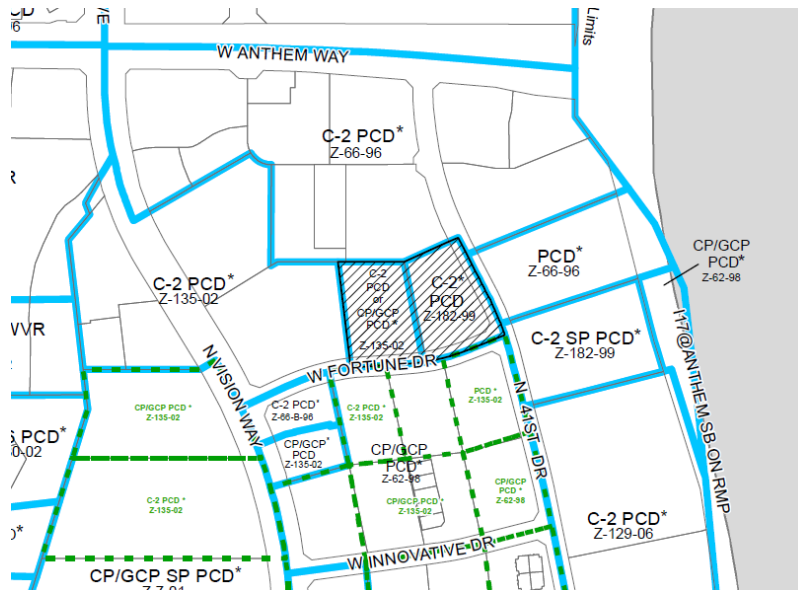 PCD
6
VE
Limits
W ANTHEM WAY
C-2 PCD*
Z-66-96
R
C-2 PCD*
Z-135-02
PCD*
Z-66-96
CP/GCP
PCD*
Z-62-98
C-2
PCD
or
CP/GCP
PCD*
Z-135-02
C-2*
PCD
Z-182-99
C-2 SP PCD*
Z-182-99
WVR
I-17@ANTHEM SB-ON-RMP
N VISION WAY
W FORTUNE DR
N 41ST DR
CP/GCP PCD *
Z-135-02
C-2 PCD*
Z-66-B-96
C-2 PCD *
Z-135-02
PCD *
Z-135-02
S PCD*
0-02
CP/GCP*
PCD
Z-135-02
CP/GCP
PCD*
Z-62-98
C-2 PCD *
Z-135-02
CP/GCP PCD *
Z-135-02
CP/GCP
PCD *
Z-62-98
D*
C-2 PCD*
Z-129-06
W INNOVATIVE DR
CP/GCP SP PCD*